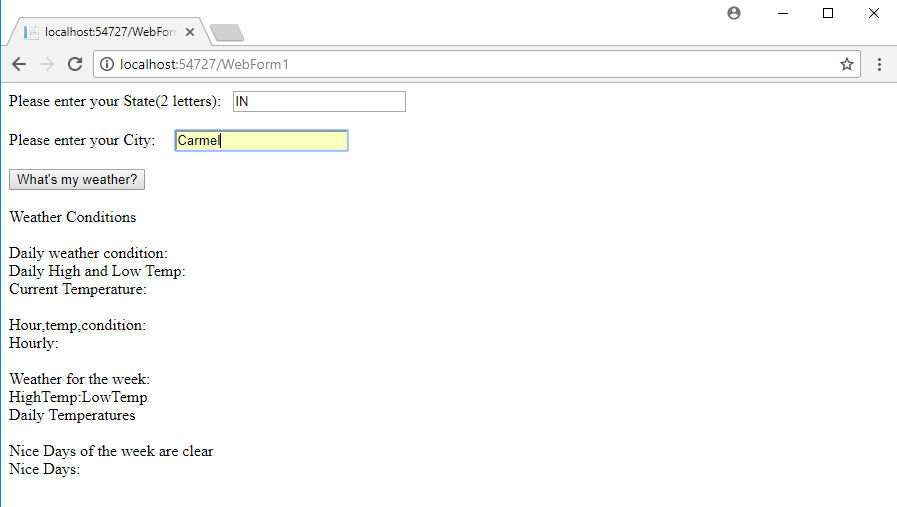 localhost:54727/WebForm
localhost:54727/WebForm1
Please enter your State(2 letters): IN
Please enter your City: Carmel
What's my weather?
Weather Conditions
Daily weather condition:
Daily High and Low Temp:
Current Temperature:
Hour,temp,condition:
Hourly:
Weather for the week:
HighTemp:LowTemp
Daily Temperatures
Nice Days of the week are clear
Nice Days: